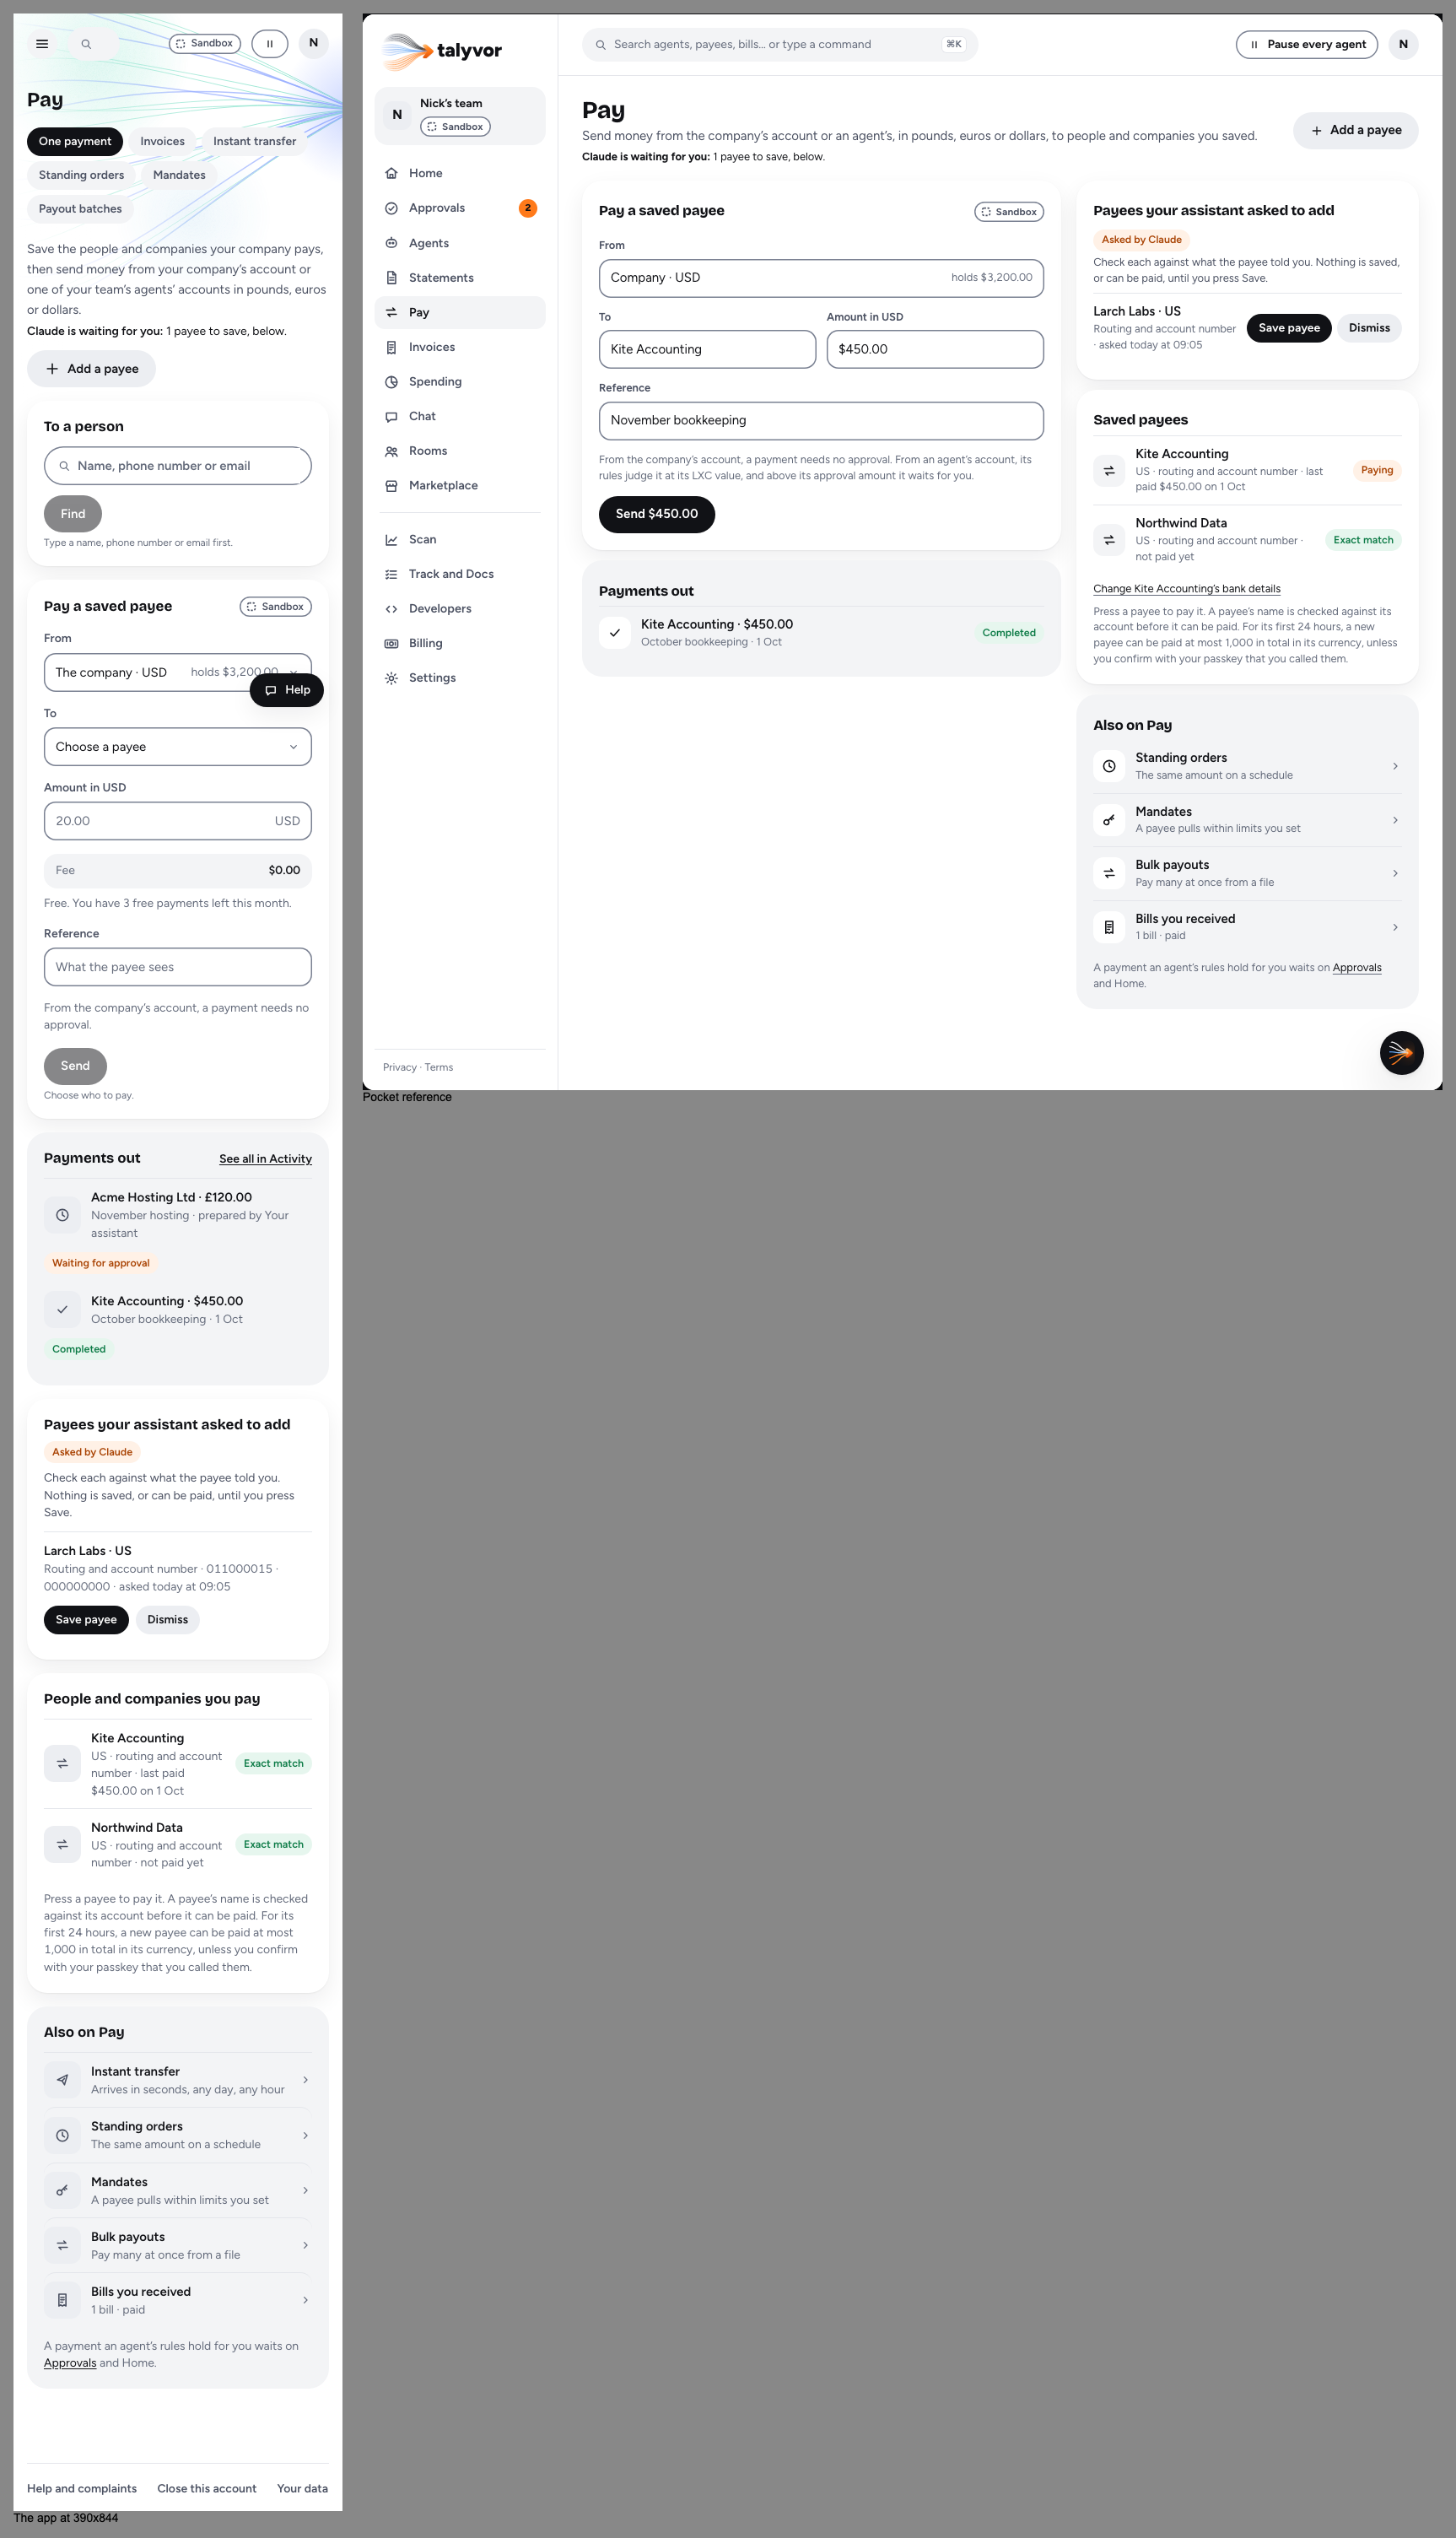 Sandbox
N
Pay
One payment
Invoices
Instant transfer
Standing orders
Mandates
Payout batches
Save the people and companies your company pays,
then send money from your company's account or
one of your team's agents' accounts in pounds, euros
or dollars.
Claude is waiting for you: 1 payee to save, below.
Add a payee
To a person
Name, phone number or email
Find
Type a name, phone number or email first.
Pay a saved payee
Sandbox
From
The company · USD
holds $3,200.00
Help
To
Choose a payee
Amount in USD
20.00
USD
Fee
$0.00
Free. You have 3 free payments left this month.
Reference
What the payee sees
From the company's account, a payment needs no
approval.
Send
Choose who to pay.
Payments out
See all in Activity
Acme Hosting Ltd · £120.00
November hosting · prepared by Your
assistant
Waiting for approval
Kite Accounting · $450.00
October bookkeeping · 1 Oct
Completed
Payees your assistant asked to add
Asked by Claude
Check each against what the payee told you.
Nothing is saved, or can be paid, until you press
Save.
Larch Labs · US
Routing and account number · 011000015 ·
000000000 · asked today at 09:05
Save payee
Dismiss
People and companies you pay
Kite Accounting
US · routing and account
number · last paid
$450.00 on 1 Oct
Exact match
Northwind Data
US · routing and account
number · not paid yet
Exact match
Press a payee to pay it. A payee's name is checked
against its account before it can be paid. For its
first 24 hours, a new payee can be paid at most
1,000 in total in its currency, unless you confirm
with your passkey that you called them.
Also on Pay
Instant transfer
Arrives in seconds, any day, any hour
Standing orders
The same amount on a schedule
Mandates
A payee pulls within limits you set
Bulk payouts
Pay many at once from a file
Bills you received
1 bill · paid
A payment an agent's rules hold for you waits on
Approvals and Home.
Help and complaints
Close this account
Your data
The app at 390x844
talyvor
N
Nick's team
Sandbox
Home
Approvals
2
Agents
Statements
Pay
Invoices
Spending
Chat
Rooms
Marketplace
Scan
Track and Docs
Developers
Billing
Settings
Privacy · Terms
Search agents, payees, bills... or type a command
⌘K
Pause every agent
N
Pay
Send money from the company's account or an agent's, in pounds, euros or dollars, to people and companies you saved.
Claude is waiting for you: 1 payee to save, below.
Add a payee
Pay a saved payee
Sandbox
From
Company · USD
holds $3,200.00
To
Amount in USD
Kite Accounting
$450.00
Reference
November bookkeeping
From the company's account, a payment needs no approval. From an agent's account, its
rules judge it at its LXC value, and above its approval amount it waits for you.
Send $450.00
Payments out
Kite Accounting · $450.00
October bookkeeping · 1 Oct
Completed
Payees your assistant asked to add
Asked by Claude
Check each against what the payee told you. Nothing is saved,
or can be paid, until you press Save.
Larch Labs · US
Routing and account number
· asked today at 09:05
Save payee
Dismiss
Saved payees
Kite Accounting
US · routing and account number · last
paid $450.00 on 1 Oct
Paying
Northwind Data
US · routing and account number ·
not paid yet
Exact match
Change Kite Accounting's bank details
Press a payee to pay it. A payee's name is checked against its
account before it can be paid. For its first 24 hours, a new
payee can be paid at most 1,000 in total in its currency, unless
you confirm with your passkey that you called them.
Also on Pay
Standing orders
The same amount on a schedule
Mandates
A payee pulls within limits you set
Bulk payouts
Pay many at once from a file
Bills you received
1 bill · paid
A payment an agent's rules hold for you waits on Approvals
and Home.
Pocket reference